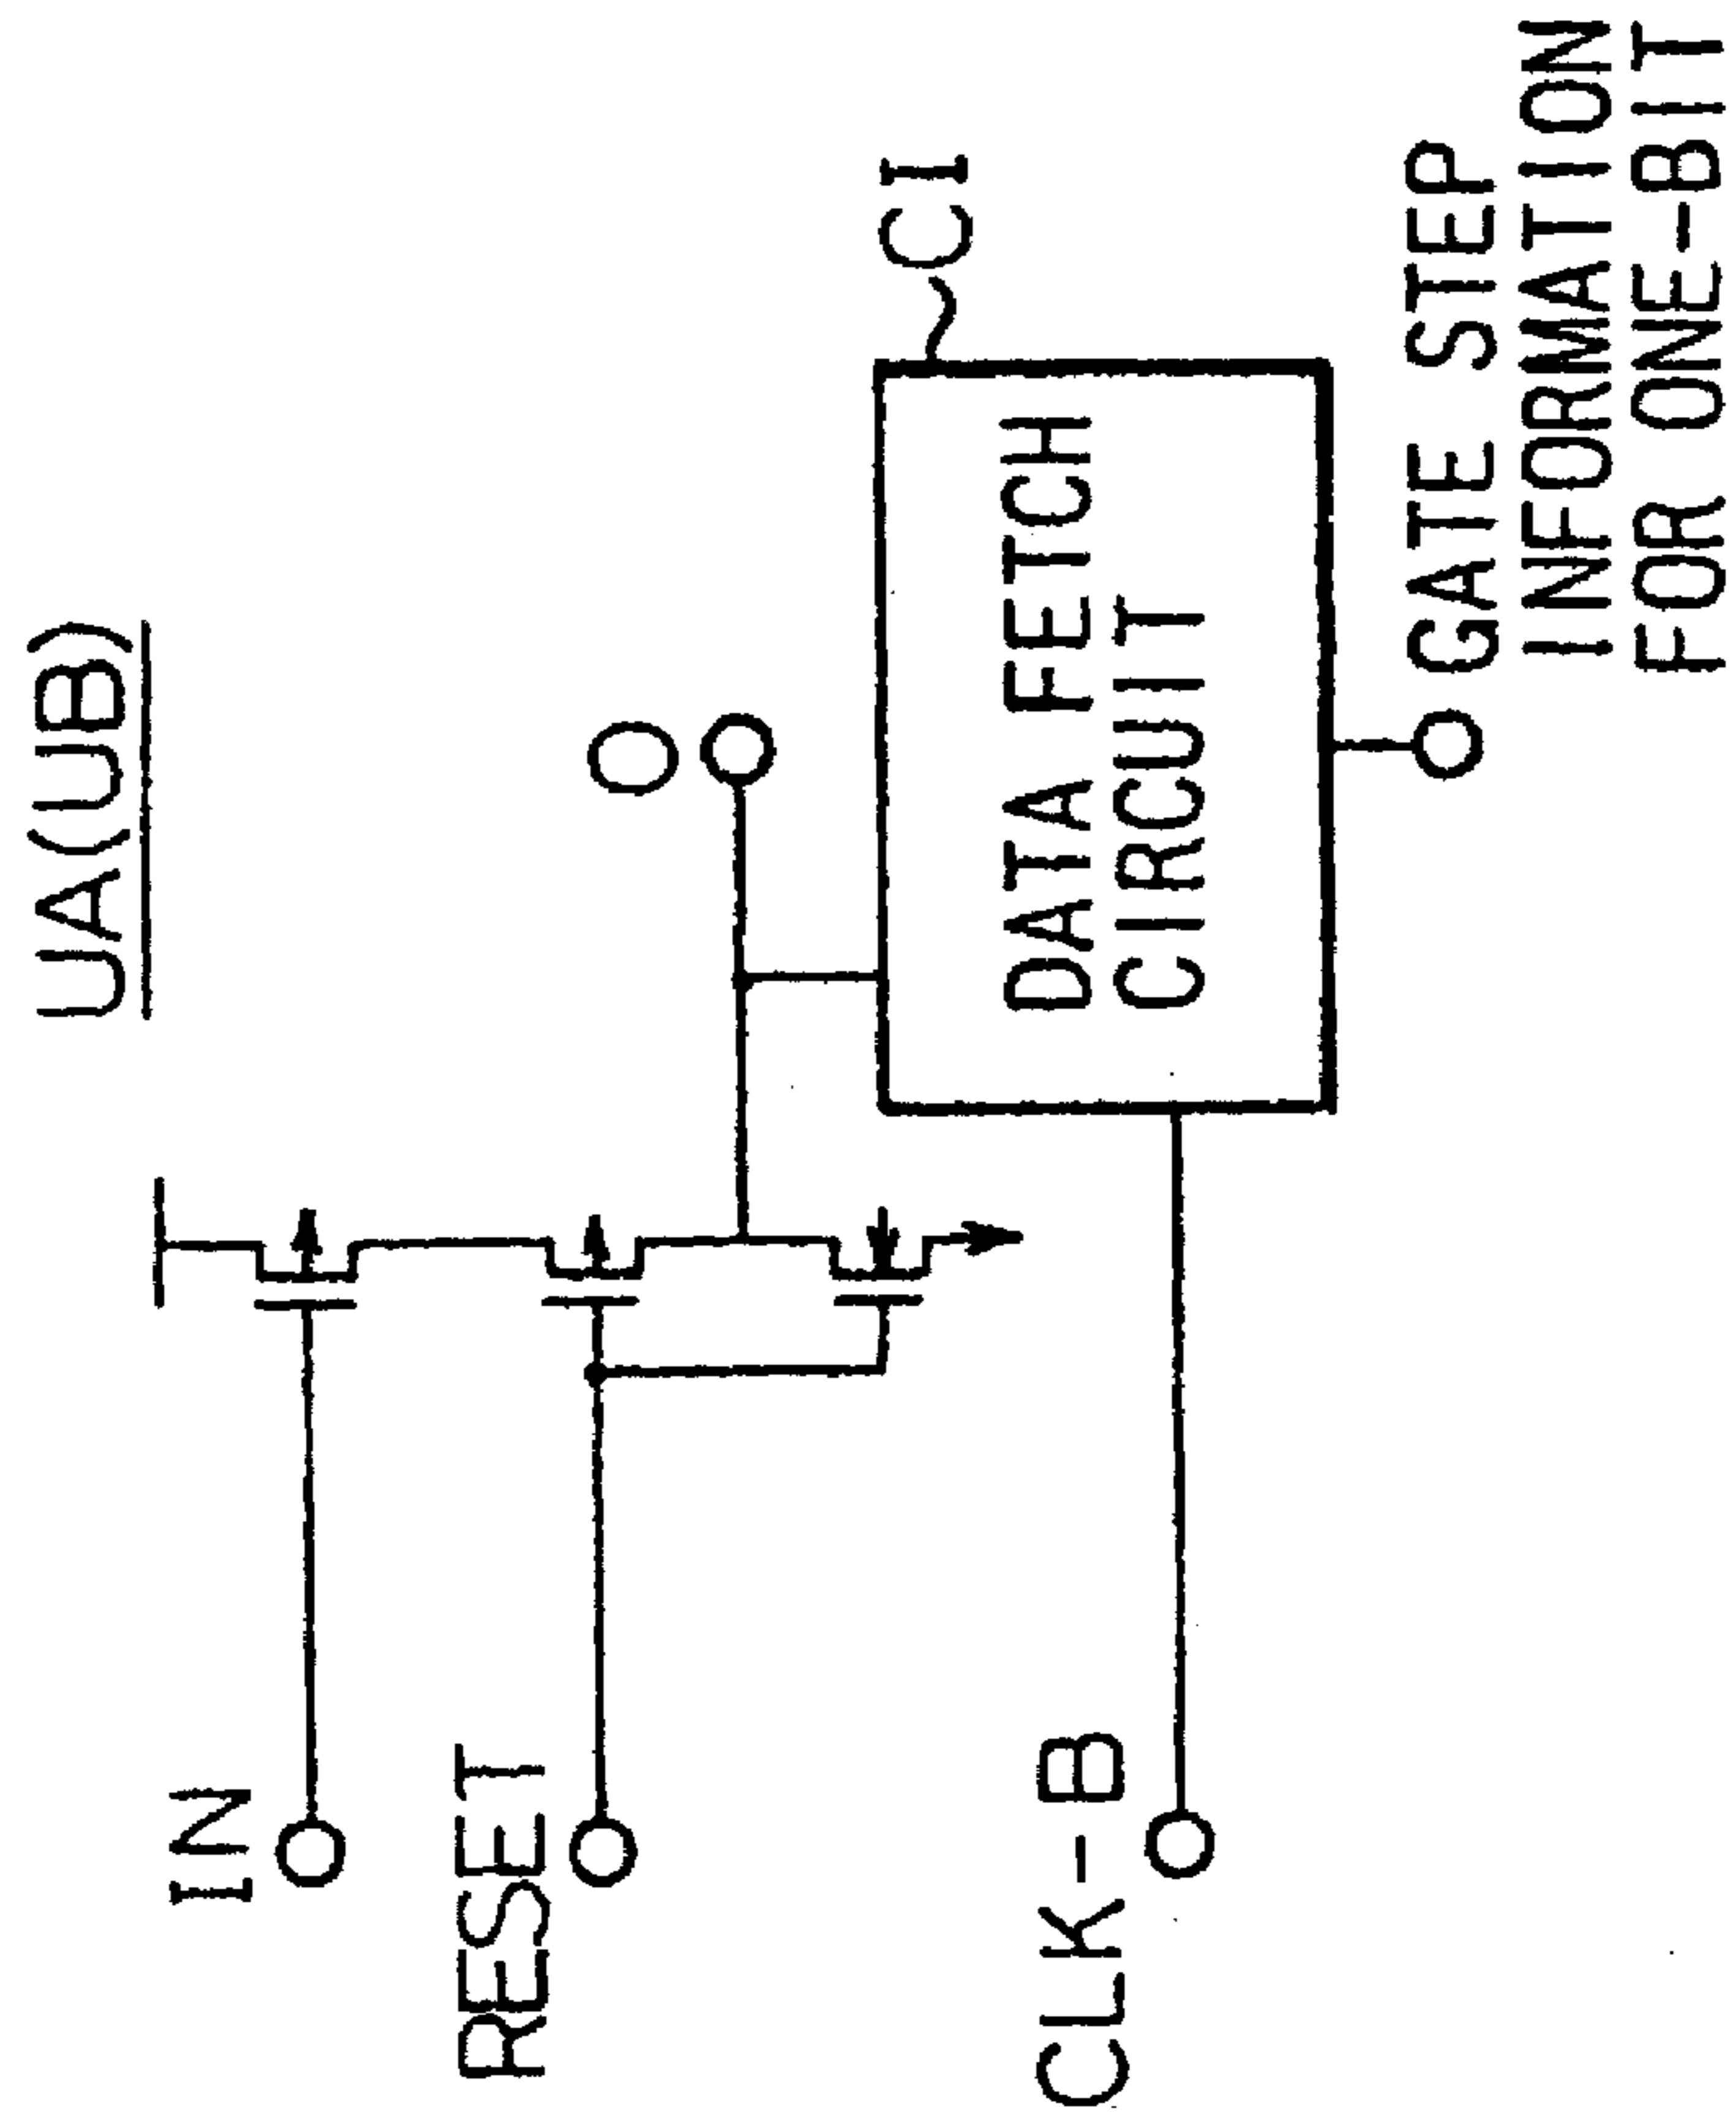 UA(UB)
IN
RESET
O
CI
DATA FETCH
CIRCUIT
CLK-B
GATE STEP
INFORMATION
FOR ONE-BIT